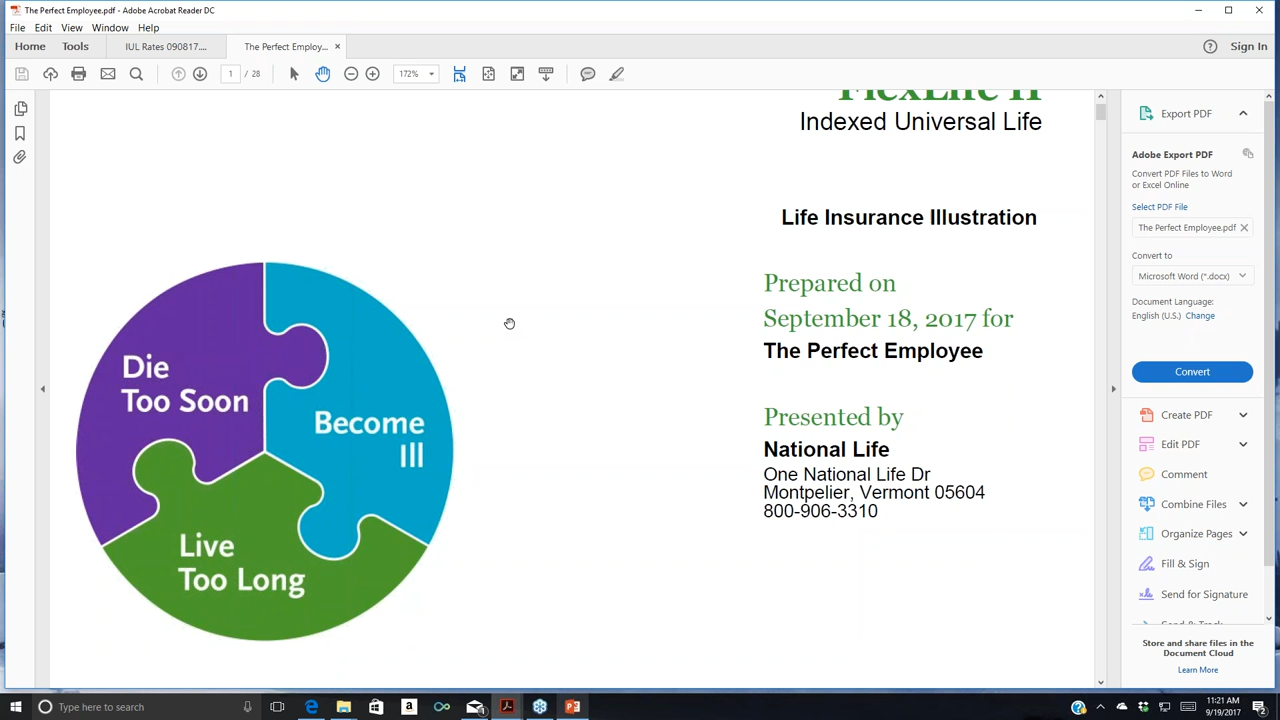 The Perfect Employee.pdf - Adobe Acrobat Reader DC
File Edit View Window Help
Home Tools IUL Rates 090817.... The Perfect Employ... × Sign In
1 / 28 172%
FlexLife II
Indexed Universal Life
Life Insurance Illustration
Prepared on
September 18, 2017 for
The Perfect Employee
Presented by
National Life
One National Life Dr
Montpelier, Vermont 05604
800-906-3310
Die
Too Soon
Become
Ill
Live
Too Long
Export PDF
Adobe Export PDF
Convert PDF Files to Word
or Excel Online
Select PDF File
The Perfect Employee.pdf ×
Convert to
Microsoft Word (*.docx)
Document Language:
English (U.S.) Change
Convert
Create PDF
Edit PDF
Comment
Combine Files
Organize Pages
Fill & Sign
Send for Signature
Send & Track
Store and share files in the
Document Cloud
Learn More
Type here to search
11:21 AM
9/19/2017